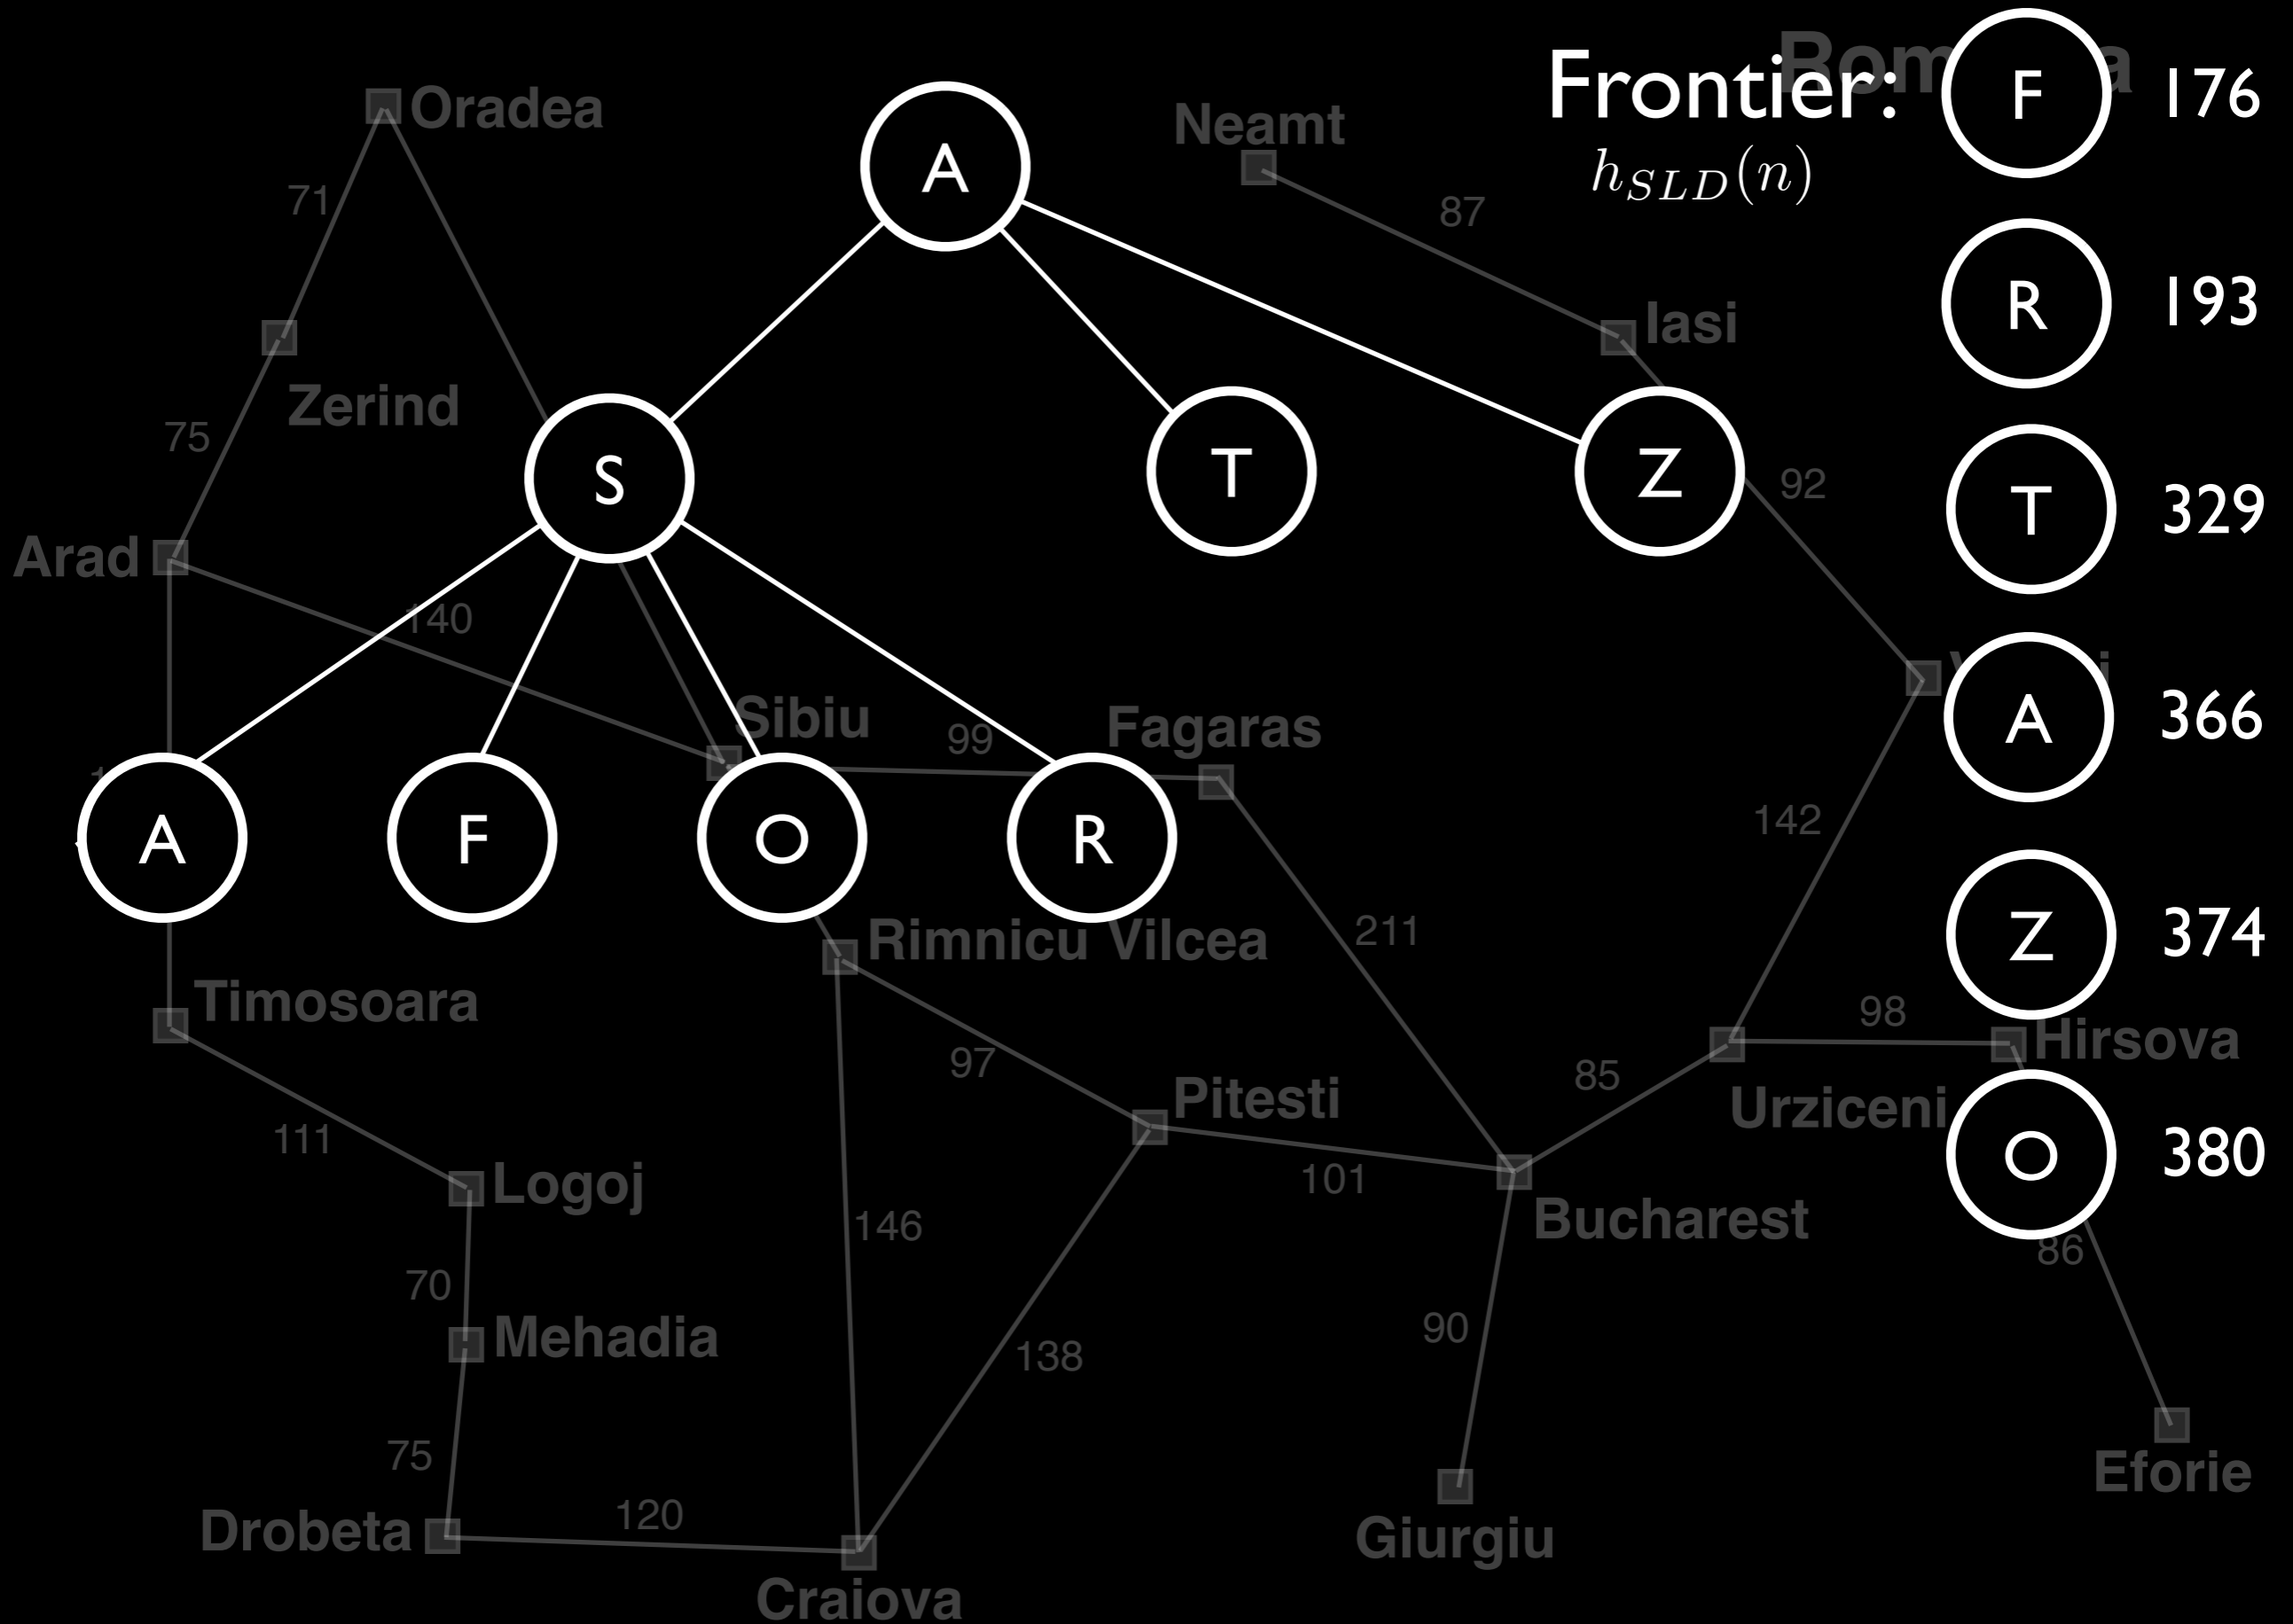 Frontier:
h_{SLD}(n)
F 176
R 193
T 329
A 366
Z 374
O 380
A
S
T
Z
A
F
O
R
Oradea
Neamt
71
87
Iasi
Zerind
75
92
Arad
140
Sibiu
99
Fagaras
142
Rimnicu Vilcea
211
Timosoara
98
Hirsova
97
85
Pitesti
Urziceni
111
101
Logoj
146
Bucharest
86
70
Mehadia
90
138
75
Eforie
120
Drobeta
Giurgiu
Craiova